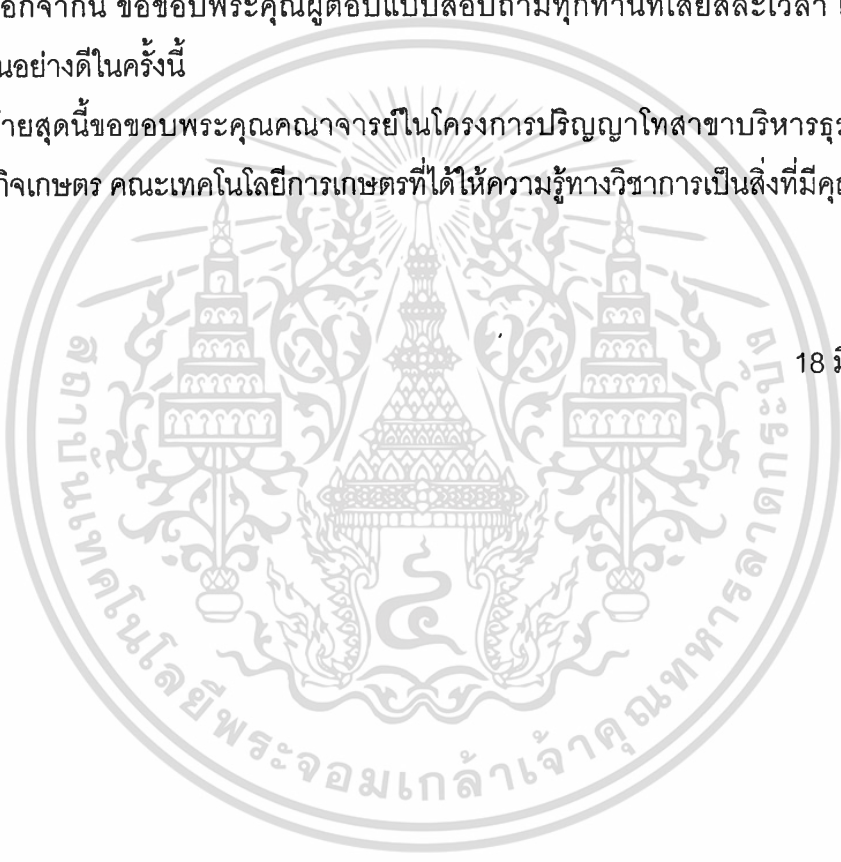 อกจากนี้ ขอขอบพระคุณผู้ตอบแบบสอบถามทุกท่านที่เสียสละเวลา
นอย่างดีในครั้งนี้
ายสุดนี้ขอขอบพระคุณคณาจารย์ในโครงการปริญญาโทสาขาบริหารธุร
กิจเกษตร คณะเทคโนโลยีการเกษตรที่ได้ให้ความรู้ทางวิชาการเป็นสิ่งที่มีคุณ
18 มี
สถาบันเทคโนโลยีพระจอมเกล้าเจ้าคุณทหารลาดกระบัง
๔